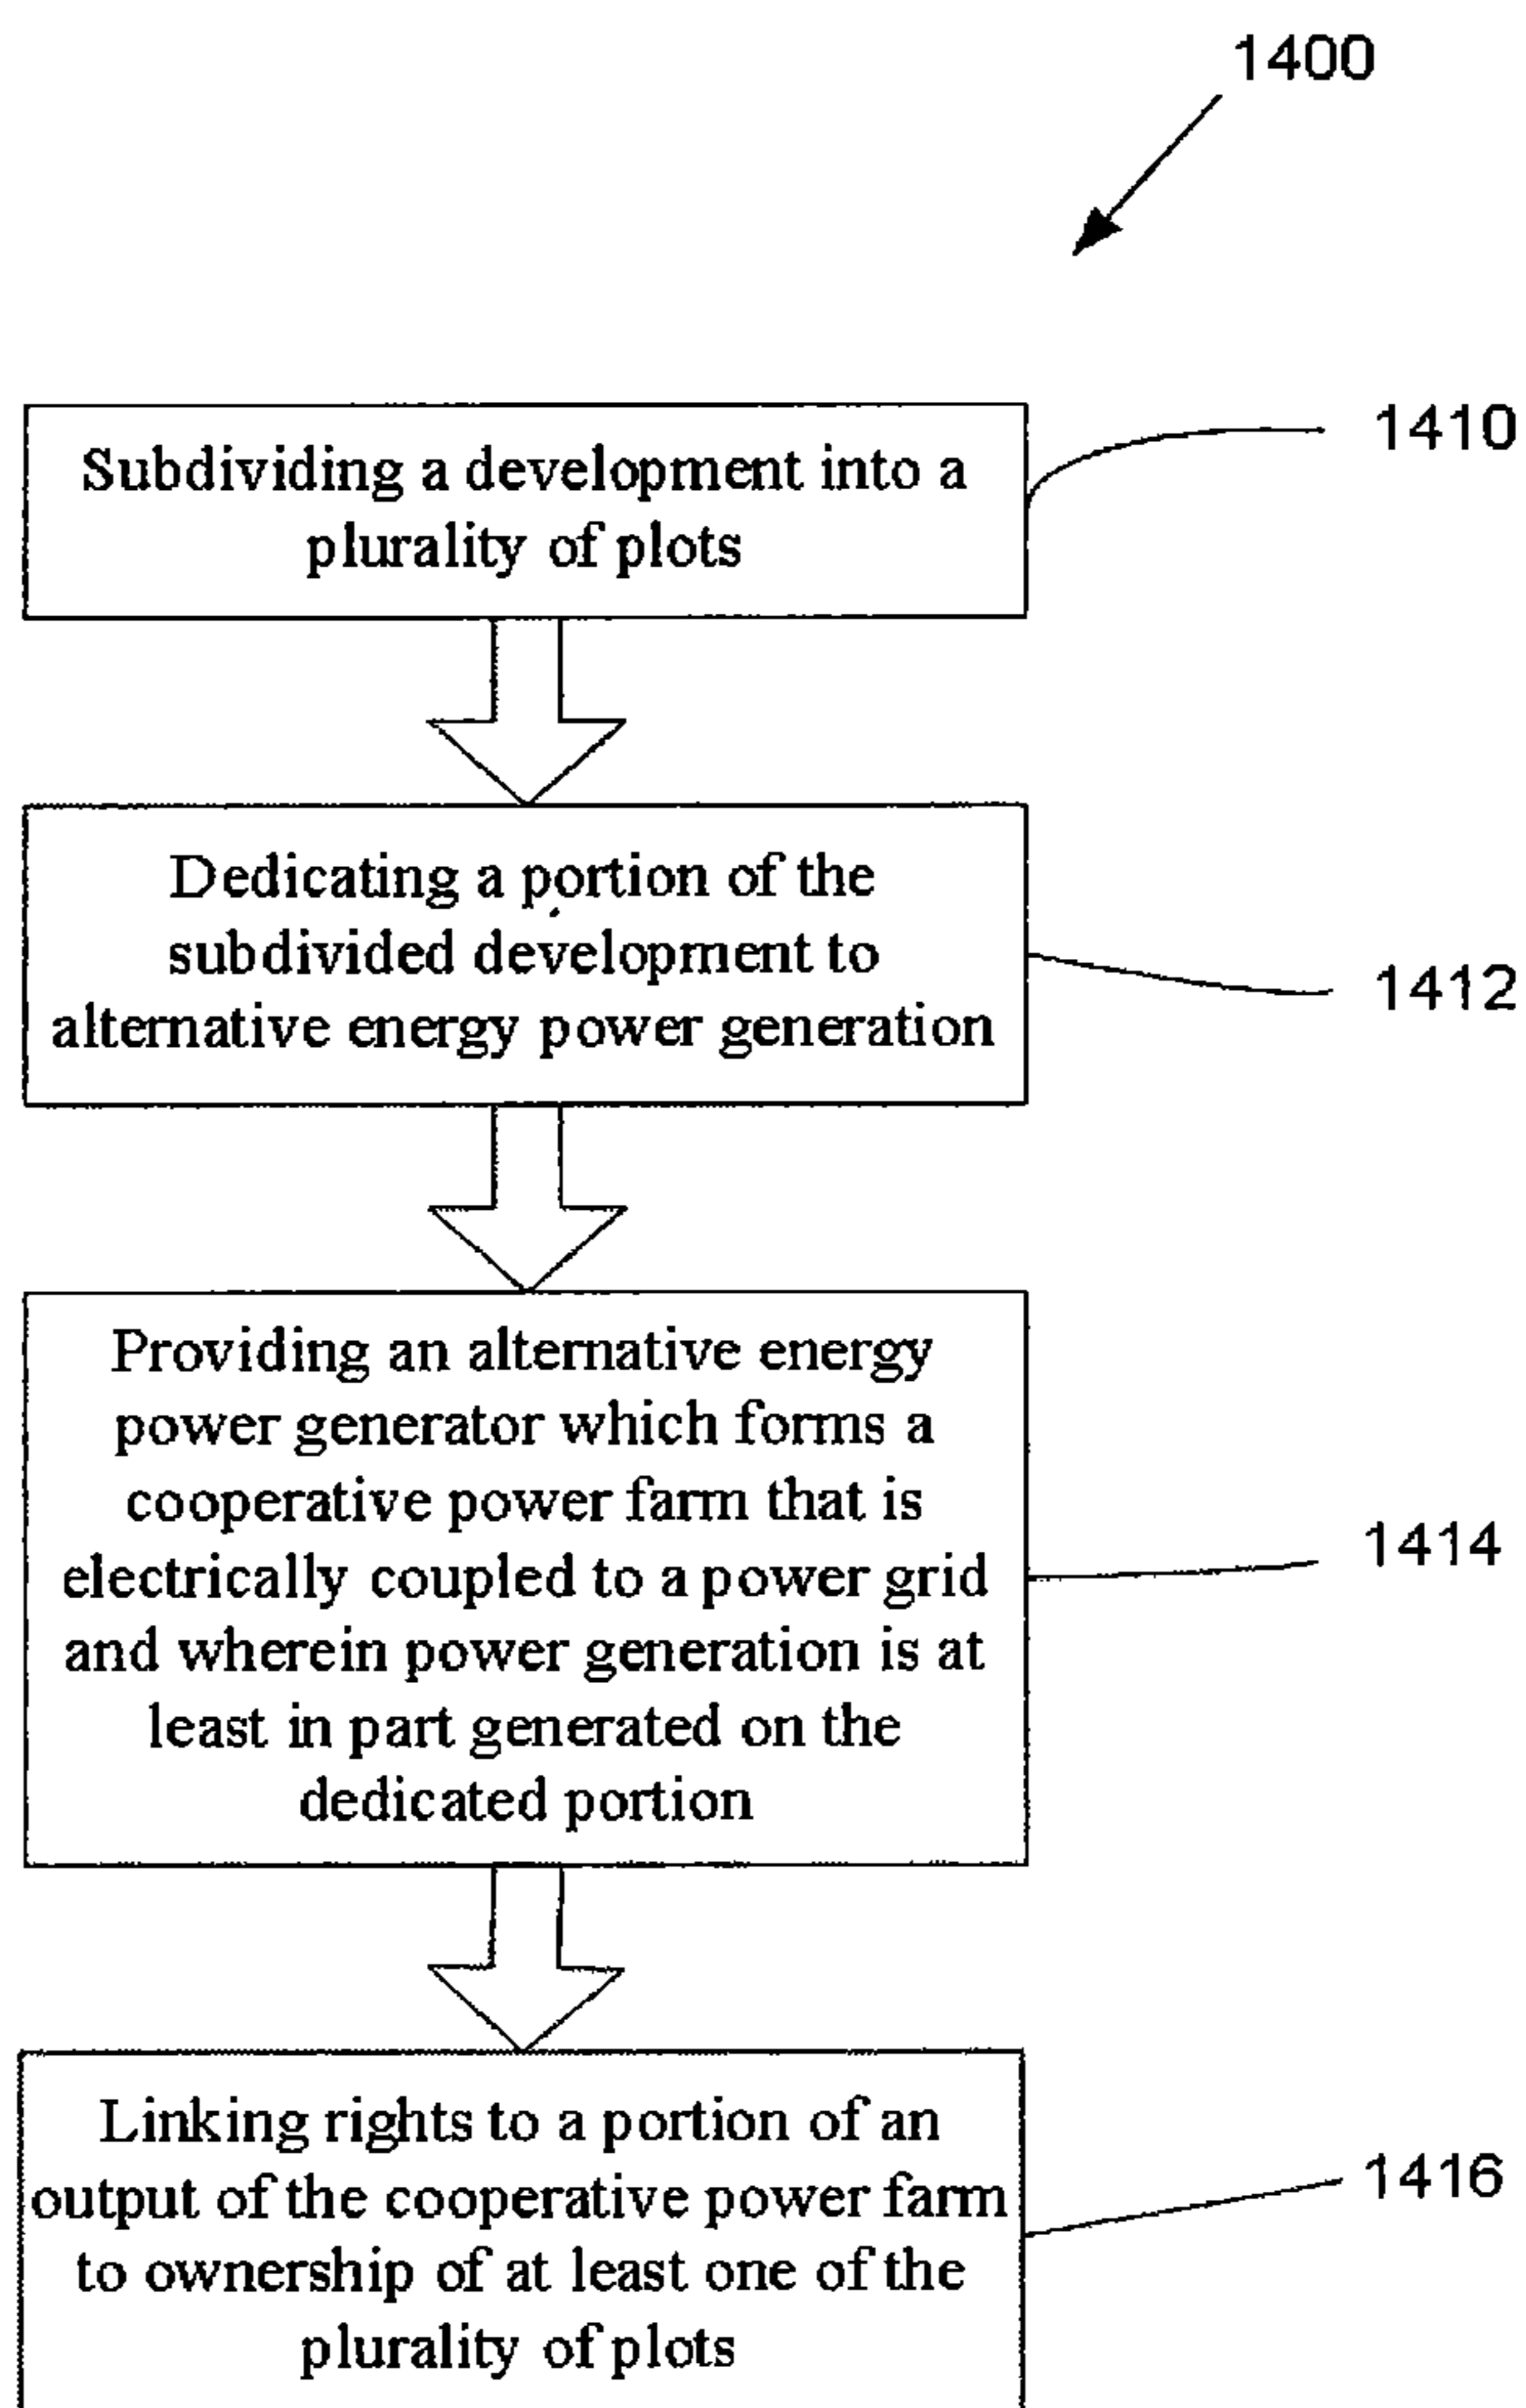 1400
Subdividing a development into a
plurality of plots
1410
Dedicating a portion of the
subdivided development to
alternative energy power generation
1412
Providing an alternative energy
power generator which forms a
cooperative power farm that is
electrically coupled to a power grid
and wherein power generation is at
least in part generated on the
dedicated portion
1414
Linking rights to a portion of an
output of the cooperative power farm
to ownership of at least one of the
plurality of plots
1416